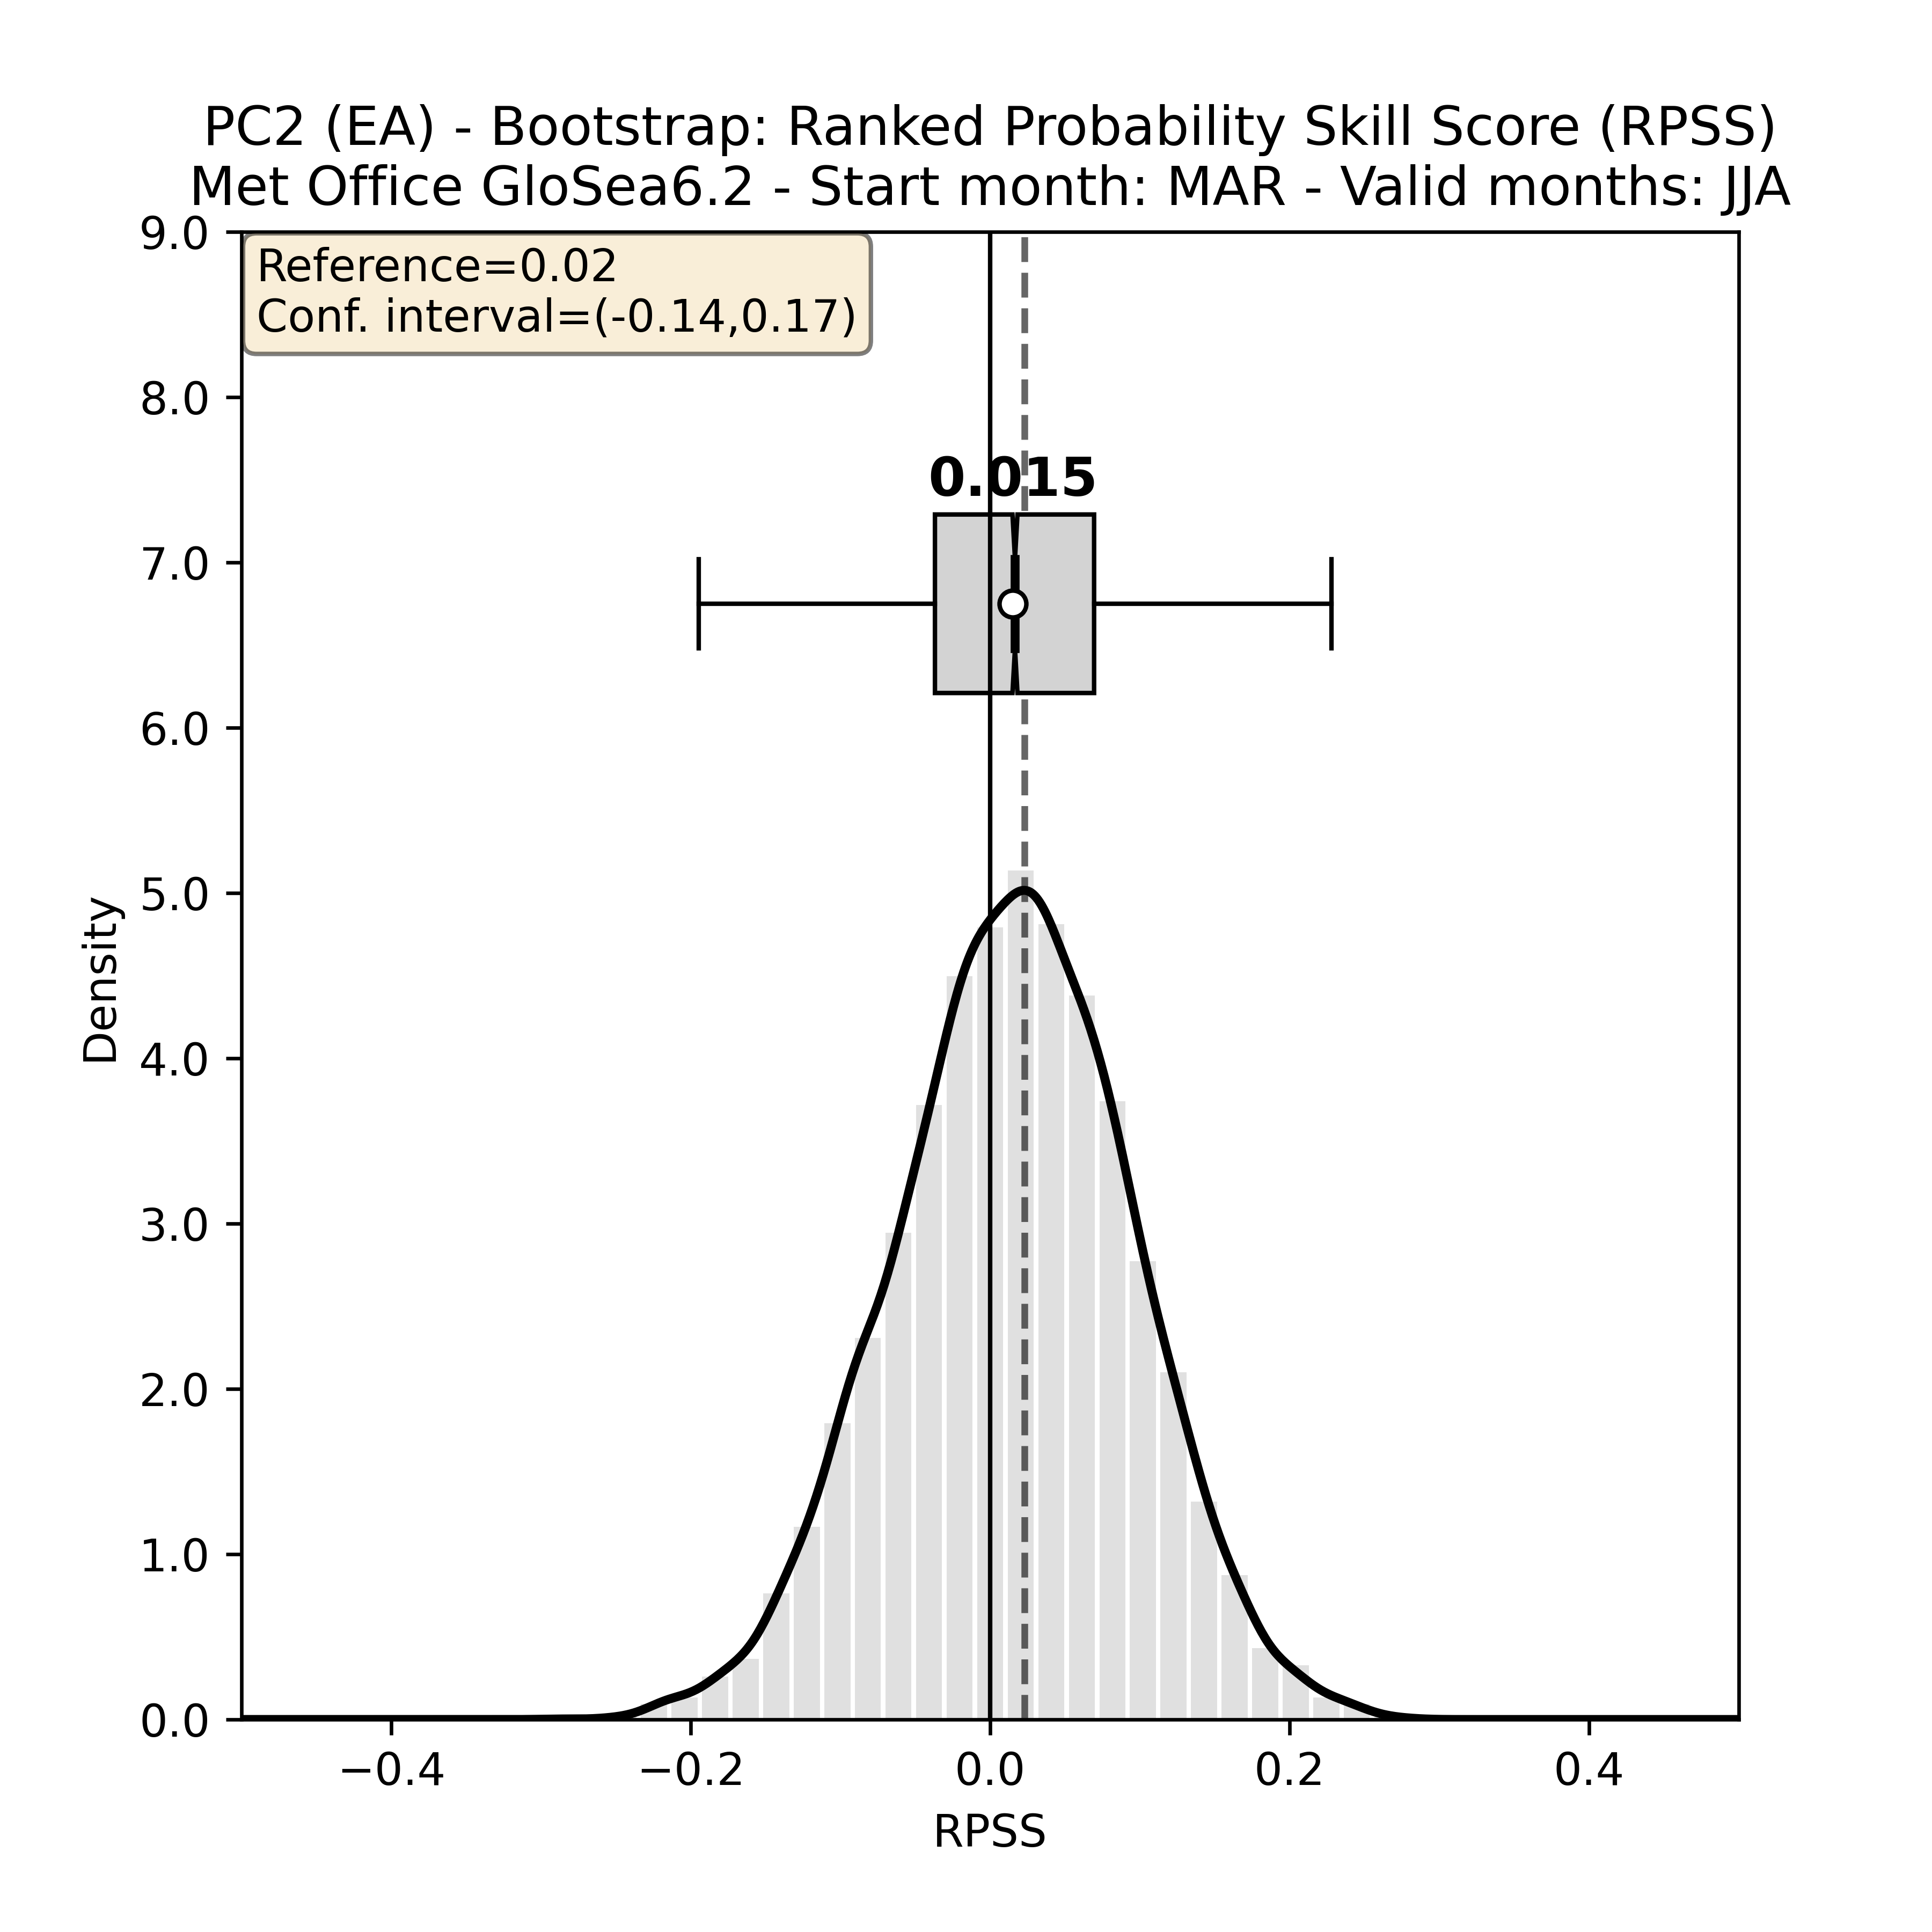 PC2 (EA) - Bootstrap: Ranked Probability Skill Score (RPSS)
Met Office GloSea6.2 - Start month: MAR - Valid months: JJA
Reference=0.02
Conf. interval=(-0.14,0.17)
0.015
9.0
8.0
7.0
6.0
5.0
4.0
3.0
2.0
1.0
0.0
Density
−0.4
−0.2
0.0
0.2
0.4
RPSS